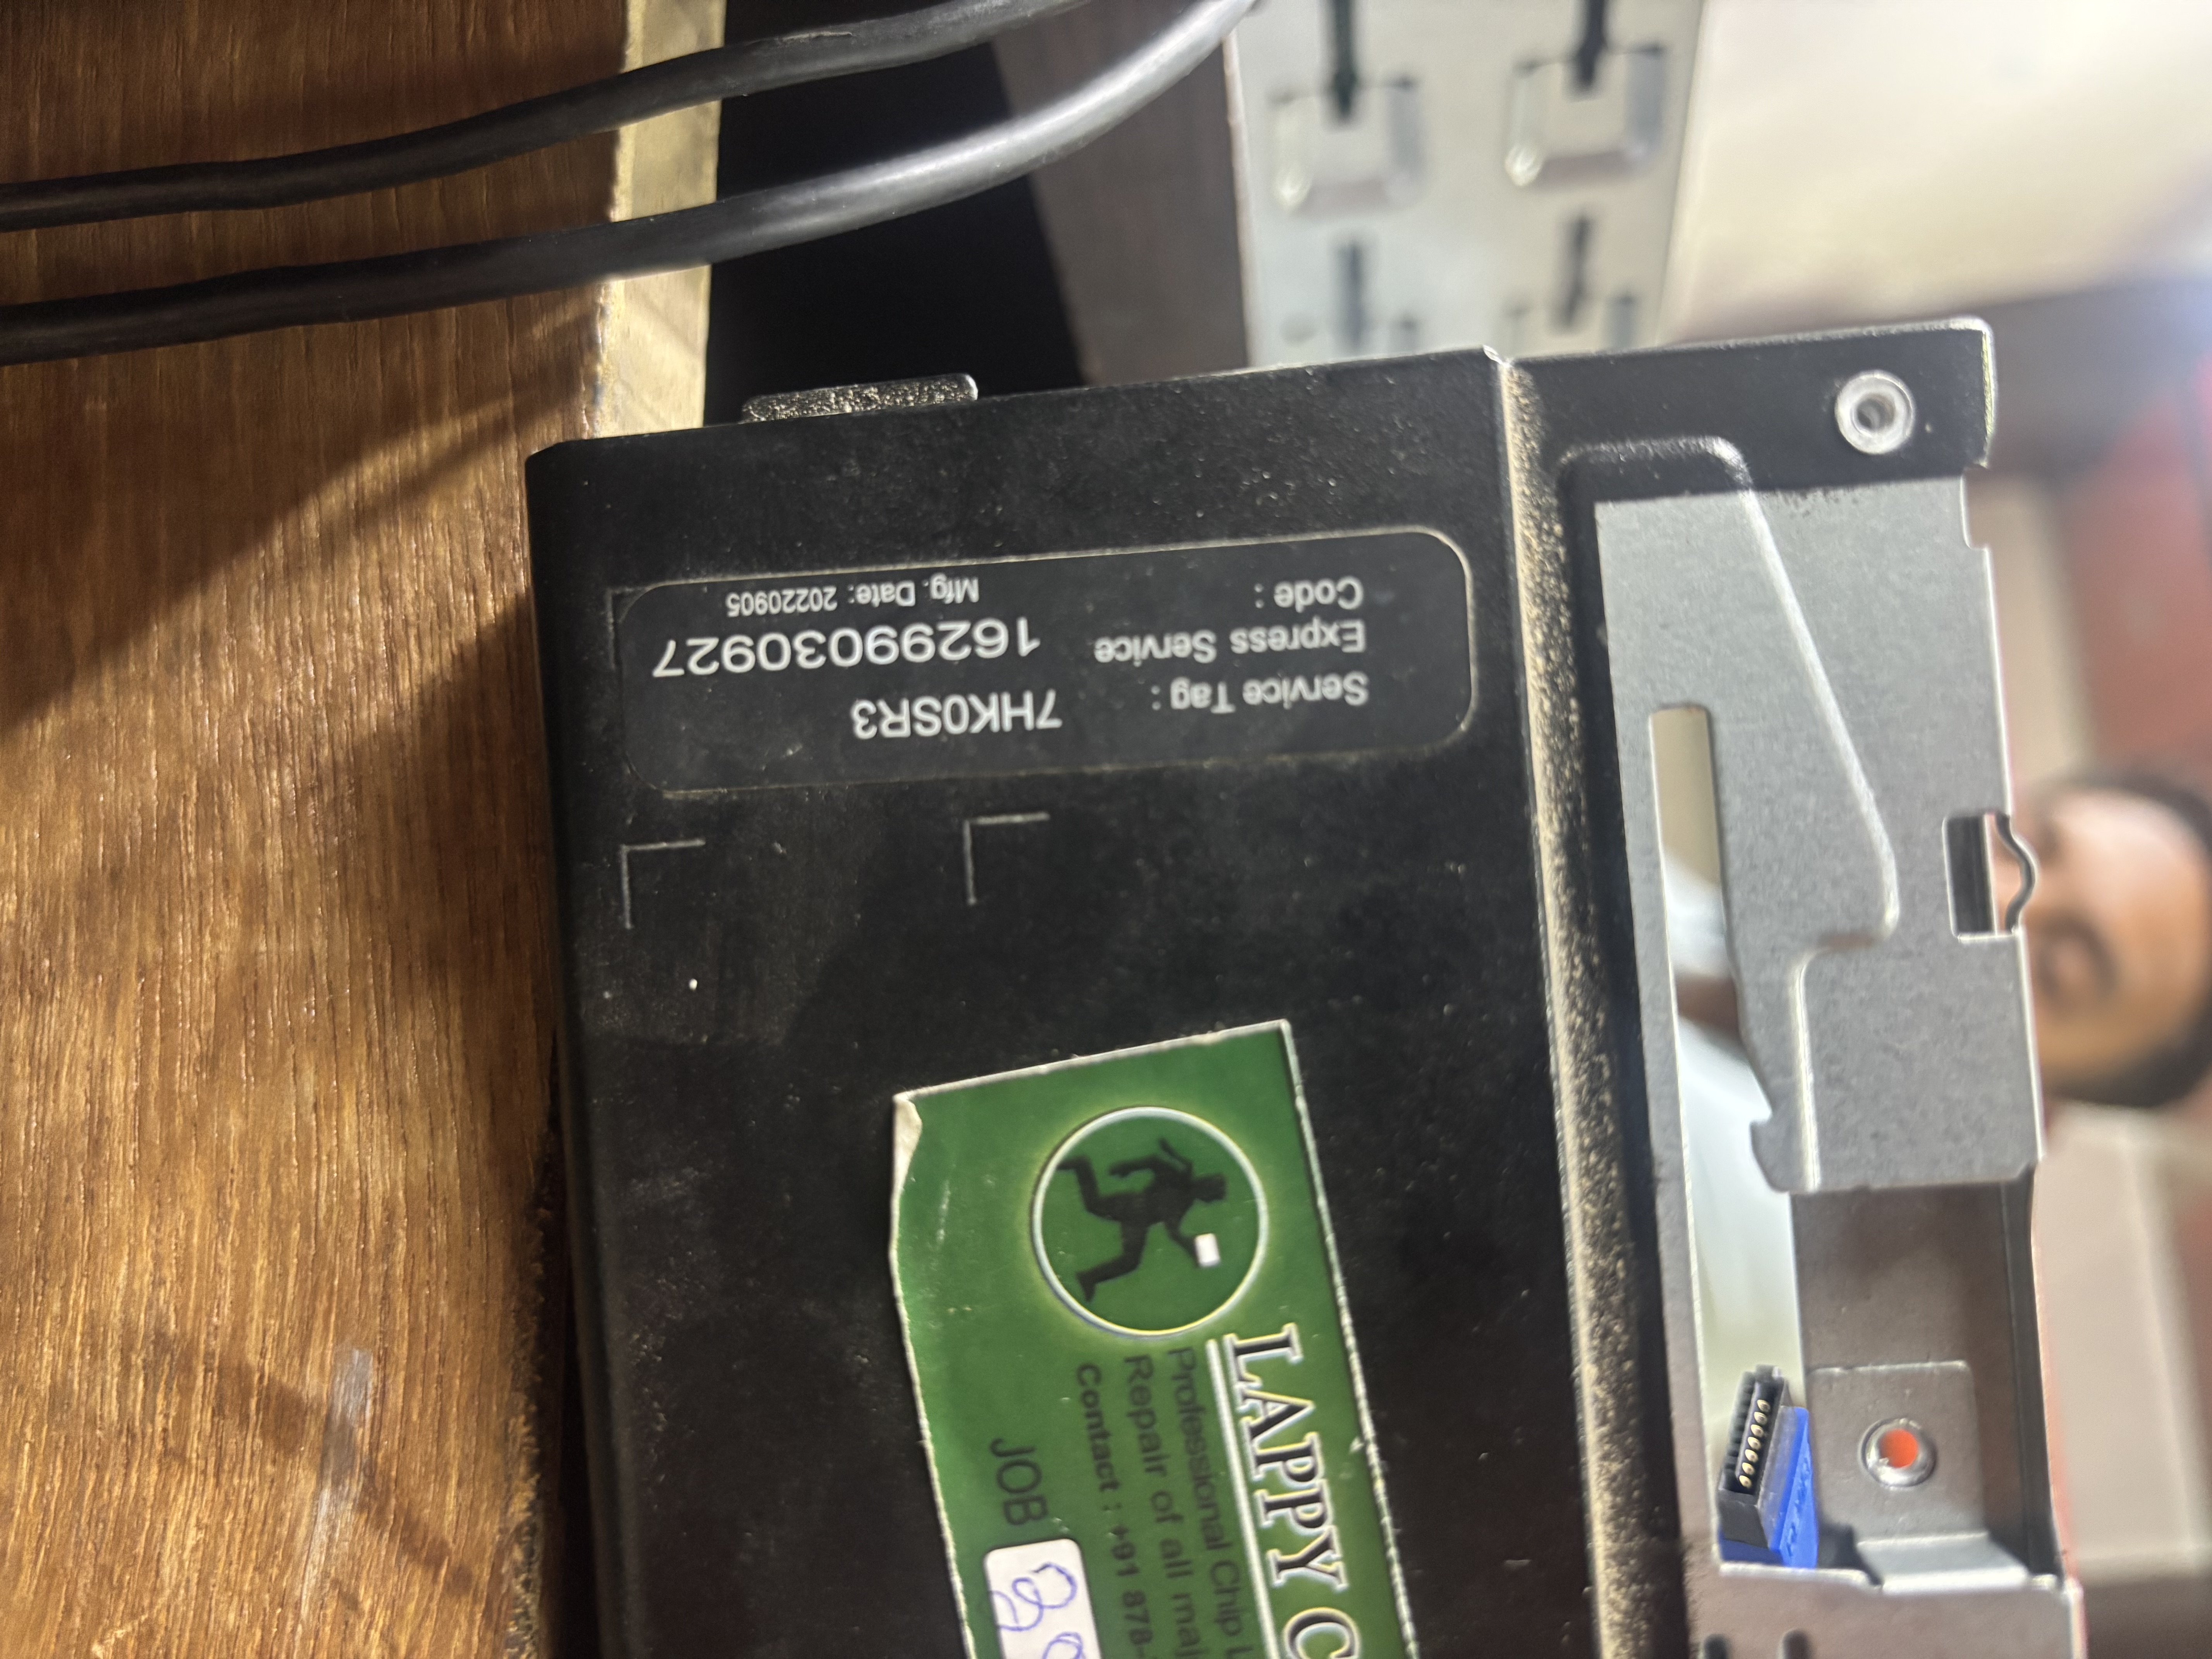 Service Tag: 7HK0SR3
Express Service
Code : 16299030927
Mfg. Date: 20220905
LAPPY
Professional Chip
Repair of all
Contact : +91 878-
JOB